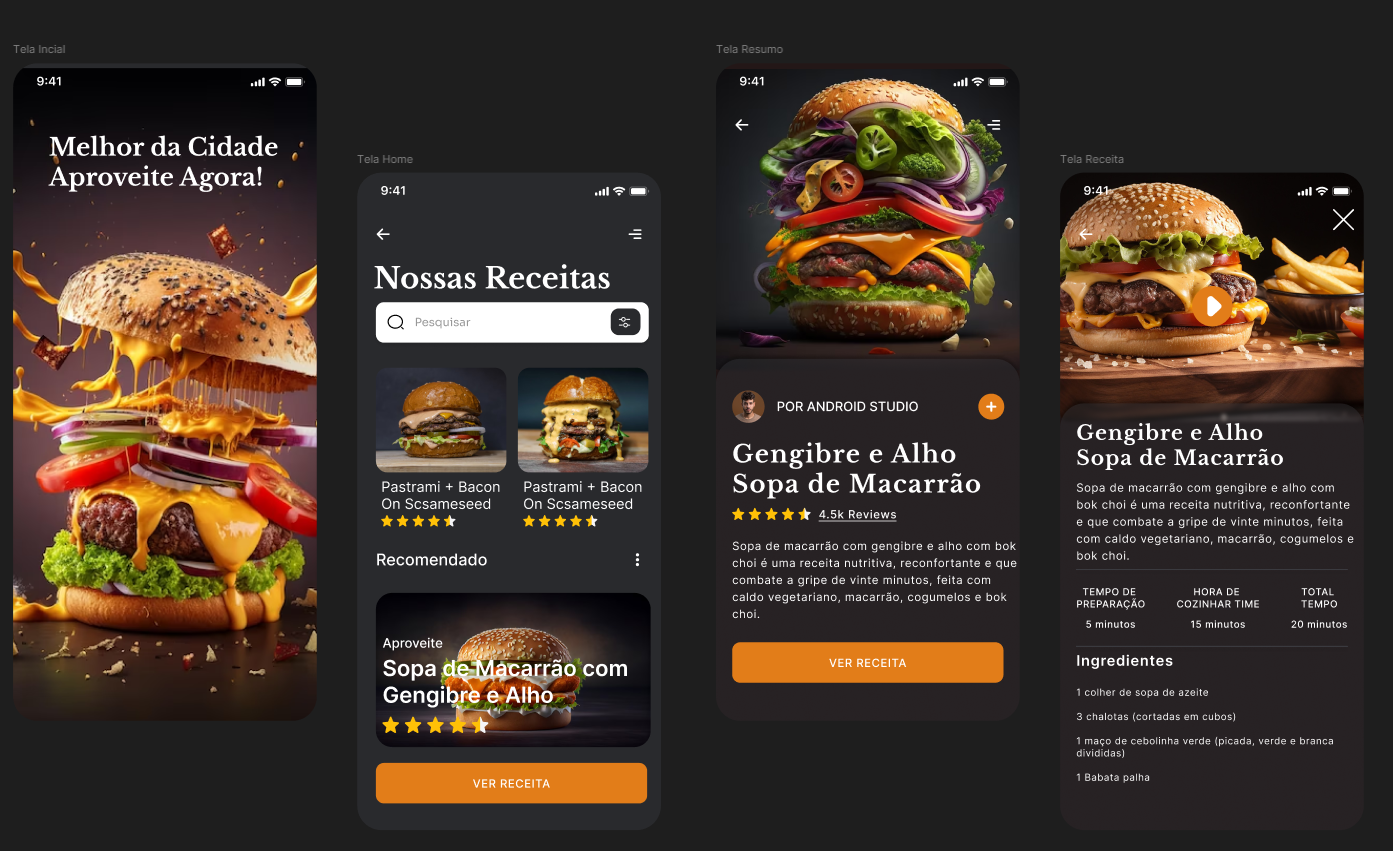 Tela Incial
9:41
Melhor da Cidade
Aproveite Agora!
Tela Home
9:41
Nossas Receitas
Pesquisar
Pastrami + Bacon
On Scsameseed
Pastrami + Bacon
On Scsameseed
Recomendado
Aproveite
Sopa de Macarrão com
Gengibre e Alho
VER RECEITA
Tela Resumo
9:41
POR ANDROID STUDIO
Gengibre e Alho
Sopa de Macarrão
4.5k Reviews
Sopa de macarrão com gengibre e alho com bok
choi é uma receita nutritiva, reconfortante e que
combate a gripe de vinte minutos, feita com
caldo vegetariano, macarrão, cogumelos e bok
choi.
VER RECEITA
Tela Receita
9:41
Gengibre e Alho
Sopa de Macarrão
Sopa de macarrão com gengibre e alho com
bok choi é uma receita nutritiva, reconfortante
e que combate a gripe de vinte minutos, feita
com caldo vegetariano, macarrão, cogumelos e
bok choi.
TEMPO DE
PREPARAÇÃO
5 minutos
HORA DE
COZINHAR TIME
15 minutos
TOTAL
TEMPO
20 minutos
Ingredientes
1 colher de sopa de azeite
3 chalotas (cortadas em cubos)
1 maço de cebolinha verde (picada, verde e branca
divididas)
1 Babata palha